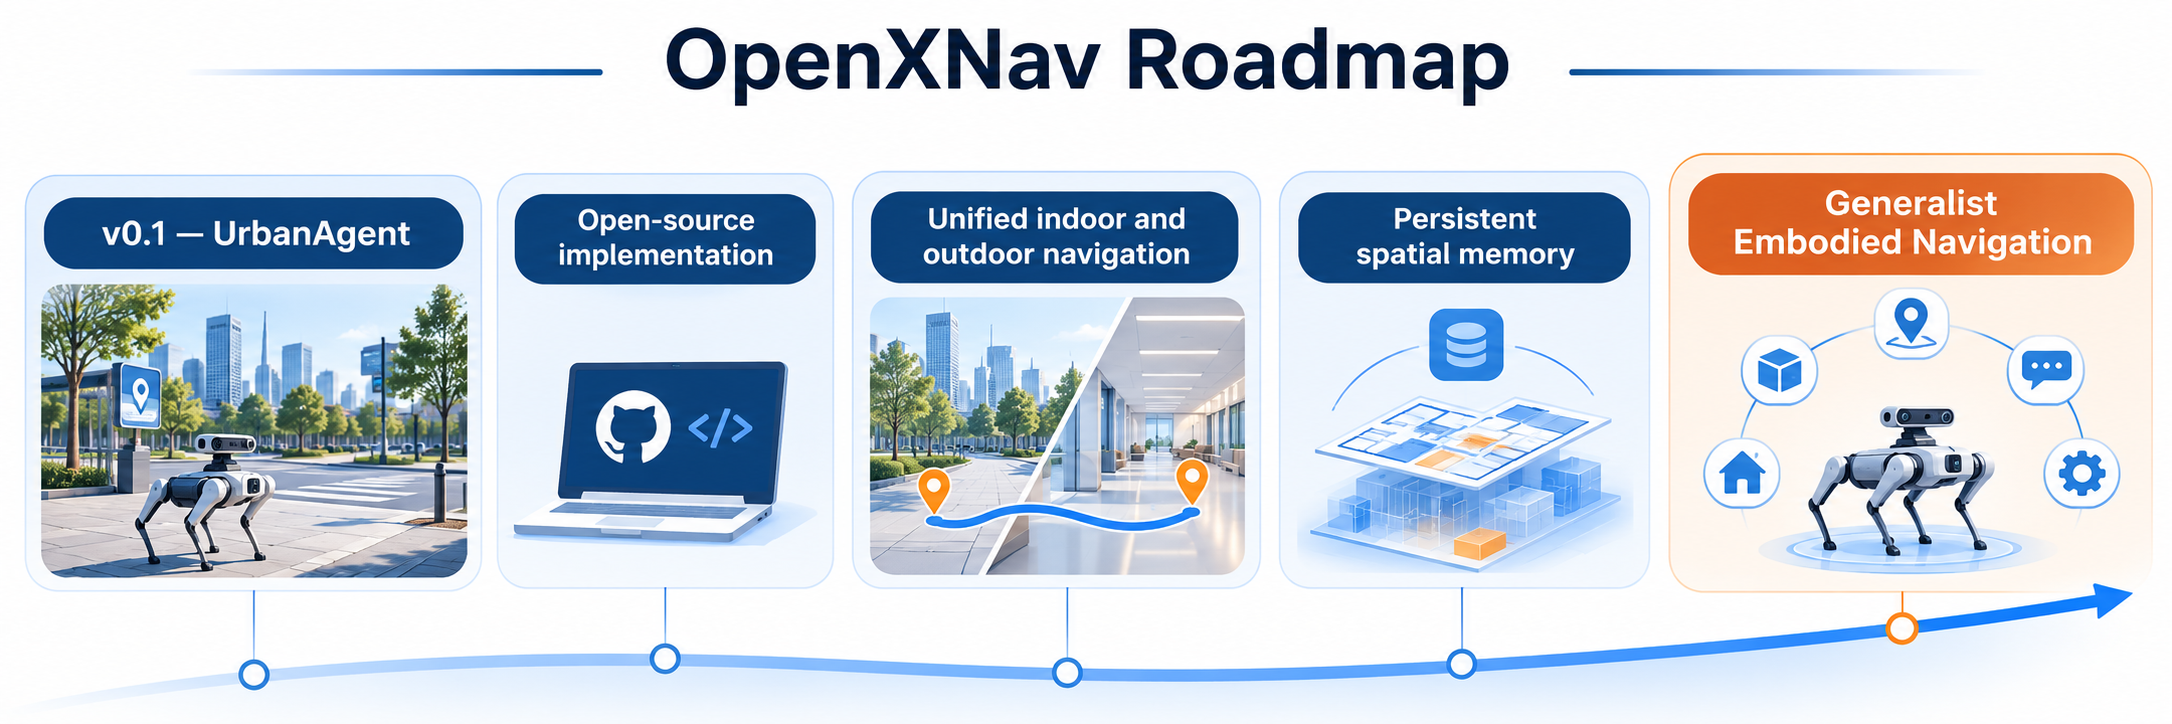 OpenXNav Roadmap
v0.1 — UrbanAgent
Open-source
implementation
</>
Unified indoor and
outdoor navigation
Persistent
spatial memory
Generalist
Embodied Navigation